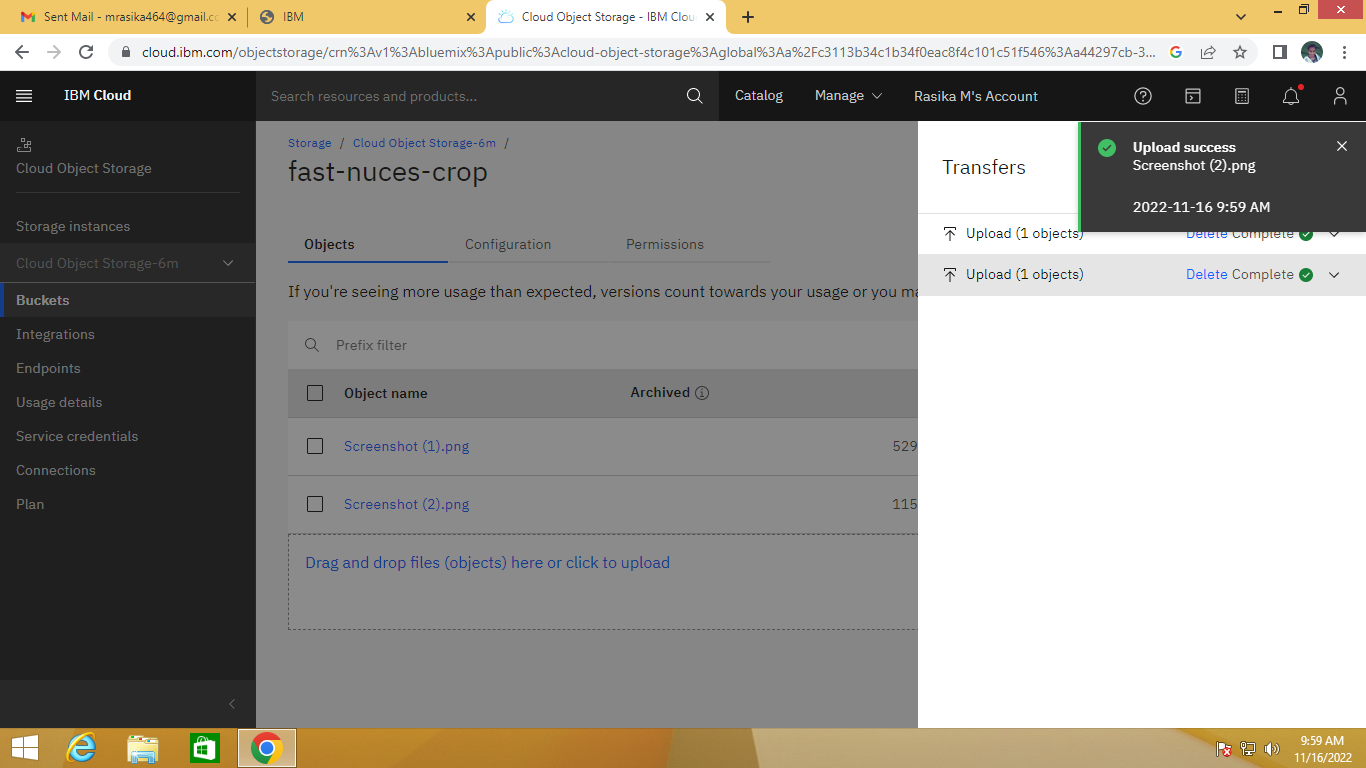 Sent Mail - mrasika464@gmail.co
IBM
Cloud Object Storage - IBM Clou
cloud.ibm.com/objectstorage/crn%3Av1%3Abluemix%3Apublic%3Acloud-object-storage%3Aglobal%3Aa%2Fc3113b34c1b34f0eac8f4c101c51f546%3Aa44297cb-3...
IBM Cloud
Search resources and products...
Catalog
Manage
Rasika M's Account
Cloud Object Storage
Storage instances
Cloud Object Storage-6m
Buckets
Integrations
Endpoints
Usage details
Service credentials
Connections
Plan
Storage / Cloud Object Storage-6m /
fast-nuces-crop
Objects
Configuration
Permissions
If you're seeing more usage than expected, versions count towards your usage or you ma
Prefix filter
Object name
Archived
Screenshot (1).png
529
Screenshot (2).png
115
Drag and drop files (objects) here or click to upload
Transfers
Upload success
Screenshot (2).png
2022-11-16 9:59 AM
Upload (1 objects)
Delete Complete
Upload (1 objects)
Delete Complete
9:59 AM
11/16/2022